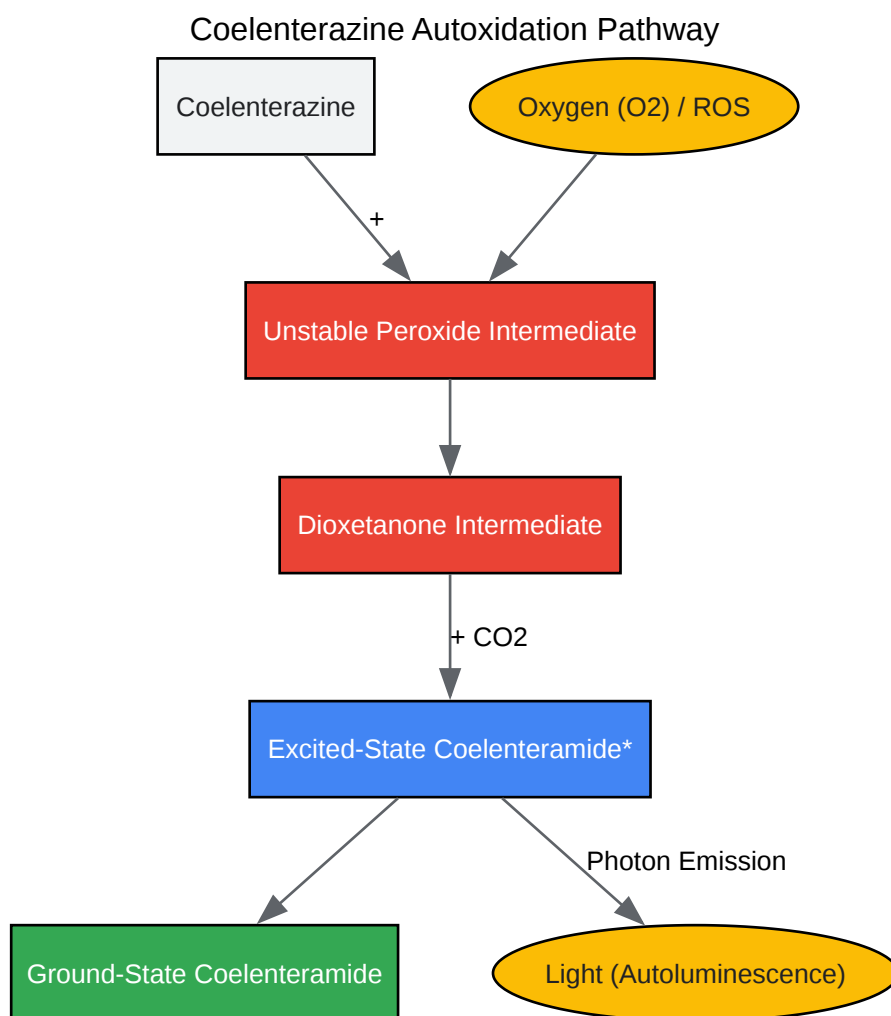 Coelenterazine Autoxidation Pathway
Coelenterazine
Oxygen (O2) / ROS
+
Unstable Peroxide Intermediate
Dioxetanone Intermediate
+ CO2
Excited-State Coelenteramide*
Photon Emission
Ground-State Coelenteramide
Light (Autoluminescence)